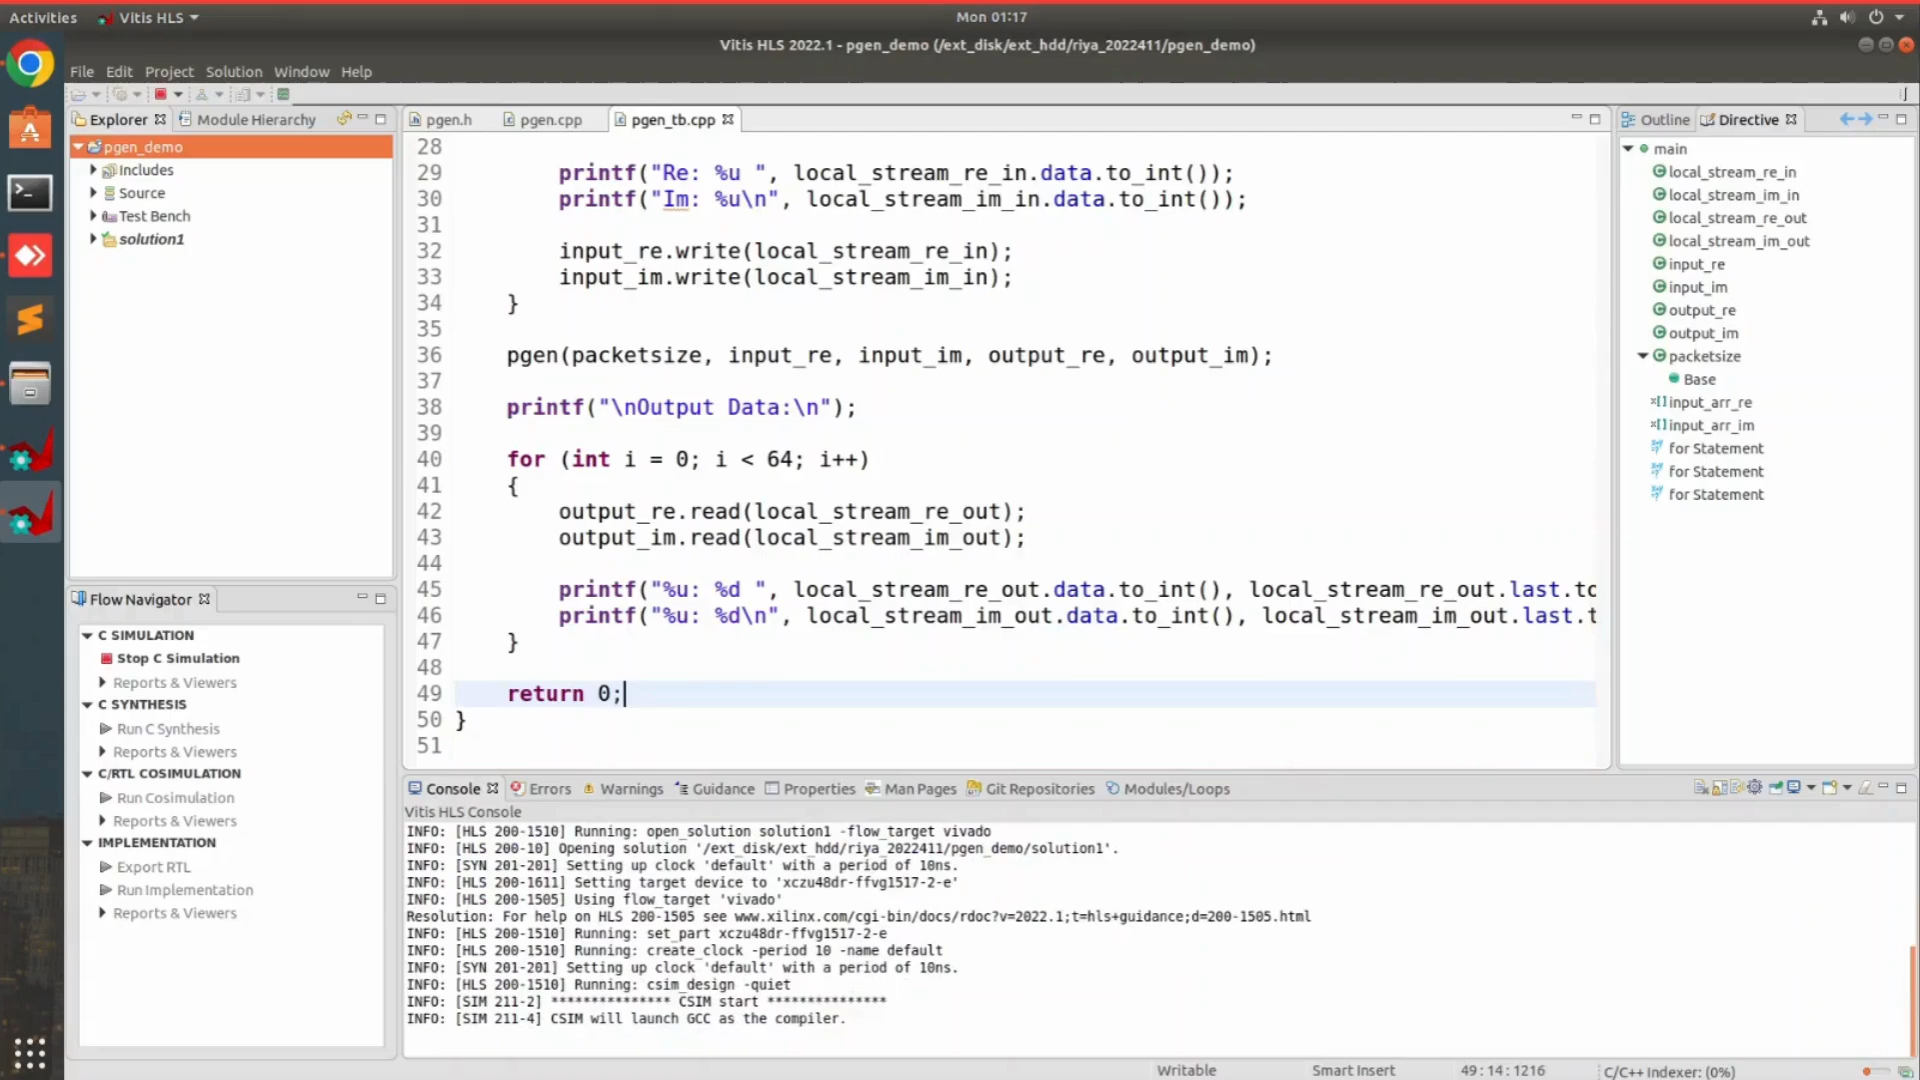 Activities
Vitis HLS
Mon 01:17
Vitis HLS 2022.1 - pgen_demo (/ext_disk/ext_hdd/riya_2022411/pgen_demo)
File Edit Project Solution Window Help
Explorer Module Hierarchy
pgen_demo
Includes
Source
Test Bench
solution1
Flow Navigator
C SIMULATION
Stop C Simulation
Reports & Viewers
C SYNTHESIS
Run C Synthesis
Reports & Viewers
C/RTL COSIMULATION
Run Cosimulation
Reports & Viewers
IMPLEMENTATION
Export RTL
Run Implementation
Reports & Viewers
pgen.h pgen.cpp pgen_tb.cpp
28
29 printf("Re: %u ", local_stream_re_in.data.to_int());
30 printf("Im: %u\n", local_stream_im_in.data.to_int());
31
32 input_re.write(local_stream_re_in);
33 input_im.write(local_stream_im_in);
34 }
35
36 pgen(packetsize, input_re, input_im, output_re, output_im);
37
38 printf("\nOutput Data:\n");
39
40 for (int i = 0; i < 64; i++)
41 {
42 output_re.read(local_stream_re_out);
43 output_im.read(local_stream_im_out);
44
45 printf("%u: %d ", local_stream_re_out.data.to_int(), local_stream_re_out.last.to
46 printf("%u: %d\n", local_stream_im_out.data.to_int(), local_stream_im_out.last.t
47 }
48
49 return 0;
50 }
51
Outline Directive
main
local_stream_re_in
local_stream_im_in
local_stream_re_out
local_stream_im_out
input_re
input_im
output_re
output_im
packetsize
Base
input_arr_re
input_arr_im
for Statement
for Statement
for Statement
Console Errors Warnings Guidance Properties Man Pages Git Repositories Modules/Loops
Vitis HLS Console
INFO: [HLS 200-1510] Running: open_solution solution1 -flow_target vivado
INFO: [HLS 200-10] Opening solution '/ext_disk/ext_hdd/riya_2022411/pgen_demo/solution1'.
INFO: [SYN 201-201] Setting up clock 'default' with a period of 10ns.
INFO: [HLS 200-1611] Setting target device to 'xczu48dr-ffvg1517-2-e'
INFO: [HLS 200-1505] Using flow_target 'vivado'
Resolution: For help on HLS 200-1505 see www.xilinx.com/cgi-bin/docs/rdoc?v=2022.1;t=hls+guidance;d=200-1505.html
INFO: [HLS 200-1510] Running: set_part xczu48dr-ffvg1517-2-e
INFO: [HLS 200-1510] Running: create_clock -period 10 -name default
INFO: [SYN 201-201] Setting up clock 'default' with a period of 10ns.
INFO: [HLS 200-1510] Running: csim_design -quiet
INFO: [SIM 211-2] *************** CSIM start ***************
INFO: [SIM 211-4] CSIM will launch GCC as the compiler.
Writable
Smart Insert
49:14:1216
C/C++ Indexer: (0%)